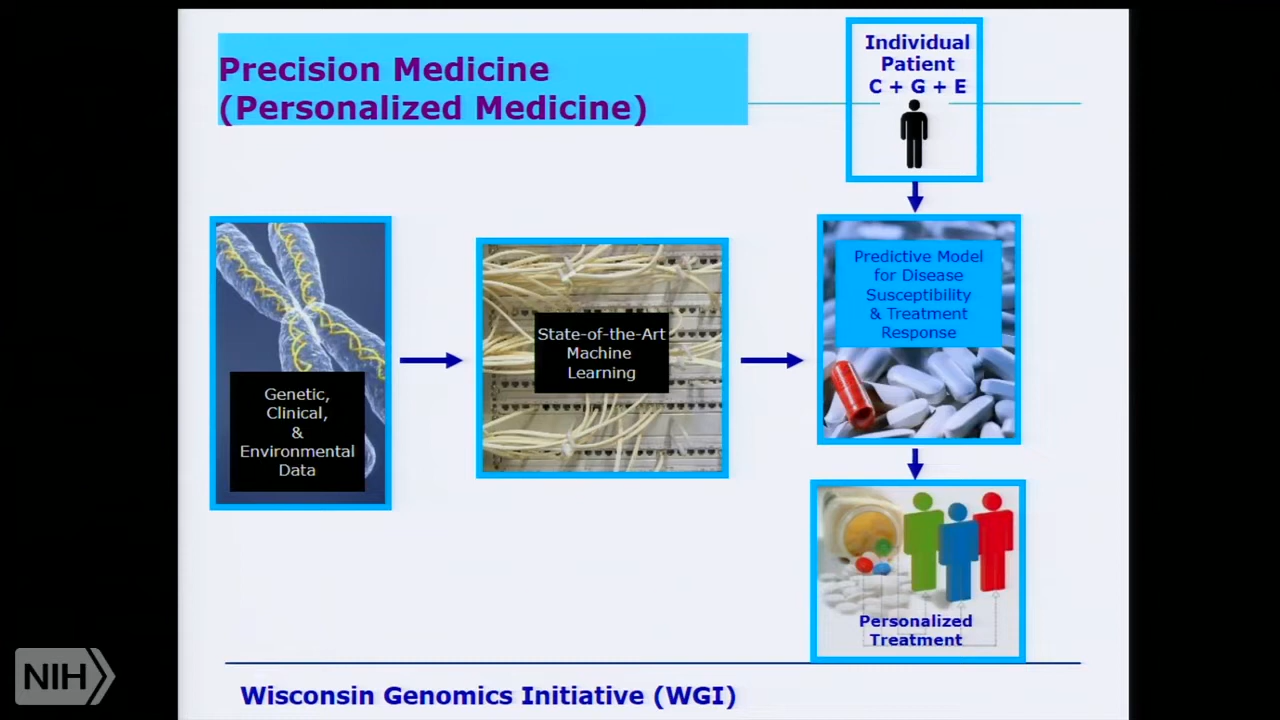 Precision Medicine
(Personalized Medicine)
Individual
Patient
C + G + E
Genetic,
Clinical,
&
Environmental
Data
State-of-the-Art
Machine
Learning
Predictive Model
for Disease
Susceptibility
& Treatment
Response
Personalized
Treatment
NIH
Wisconsin Genomics Initiative (WGI)